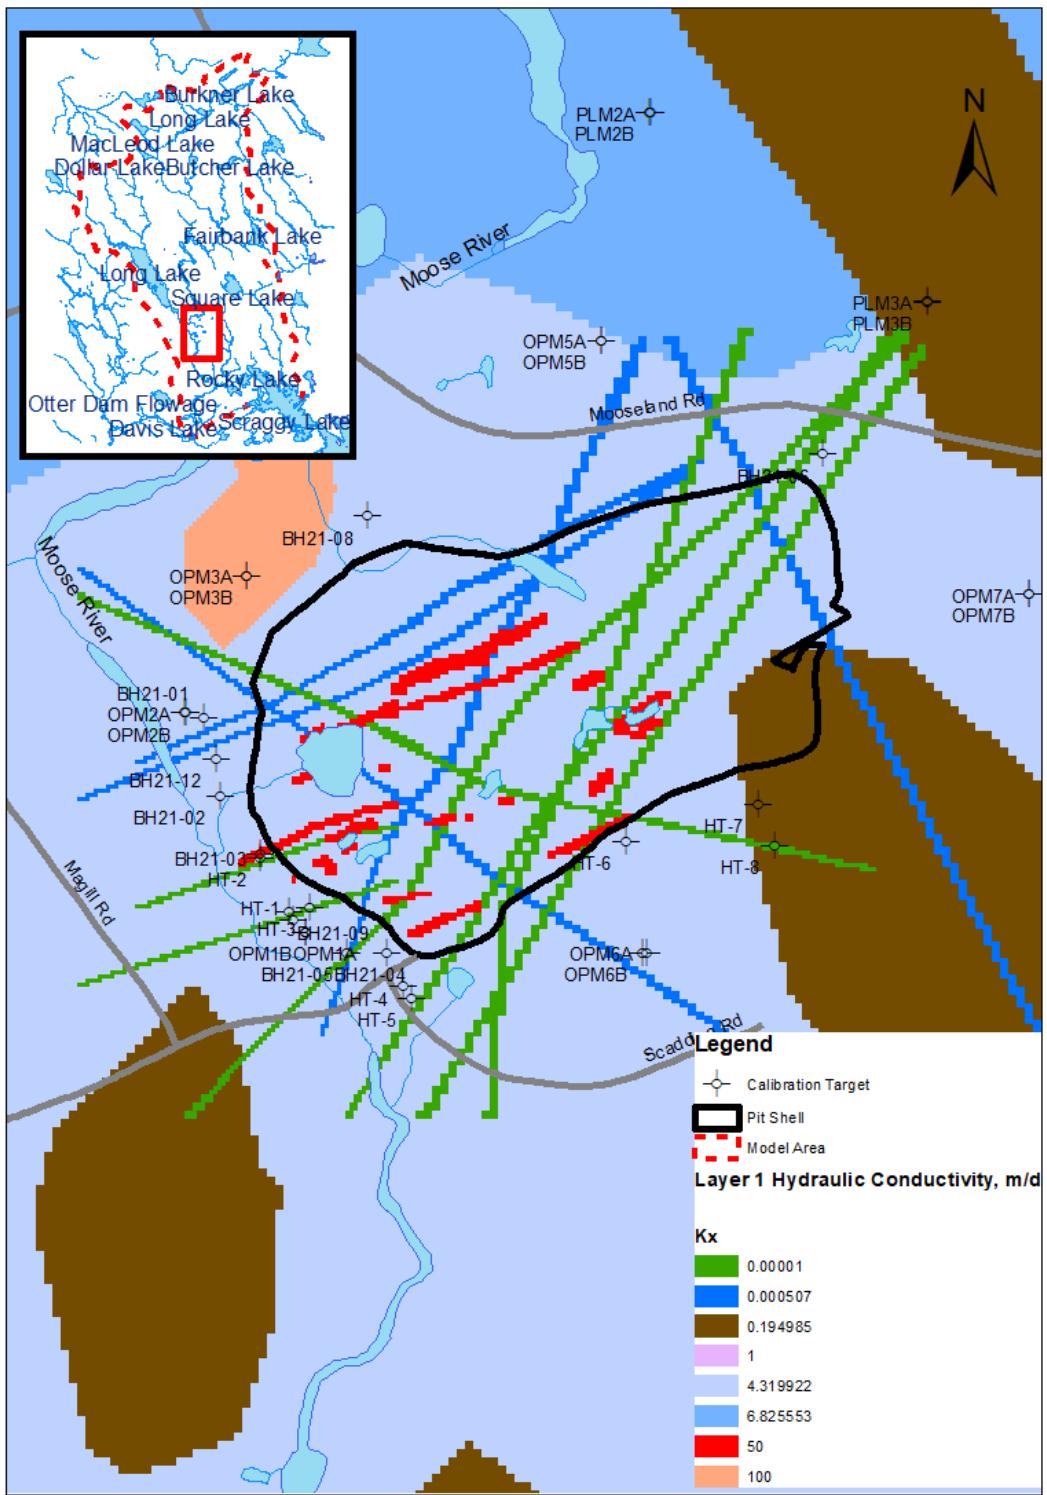 Burkner Lake
Long Lake
MacLeod Lake
Dollar Lake
Butcher Lake
Fairbank Lake
Long Lake
Square Lake
Rocky Lake
Otter Dam Flowage
Scraggy Lake
Davis Lake
PLM2A
PLM2B
N
Moose River
PLM3A
PLM3B
OPM5A
OPM5B
Mooseland Rd
BH21-06
BH21-08
Moose River
OPM3A
OPM3B
OPM7A
OPM7B
BH21-01
OPM2A
OPM2B
BH21-12
BH21-02
BH21-03
HT-2
HT-7
HT-6
HT-8
Magill Rd
HT-1
HT-3
BH21-09
OPM1B
OPM1A
BH21-05
BH21-04
OPM6A
OPM6B
HT-4
HT-5
Rd
Legend
Calibration Target
Pit Shell
Model Area
Layer 1 Hydraulic Conductivity, m/d
Kx
0.00001
0.000507
0.194985
1
4.319922
6.825553
50
100